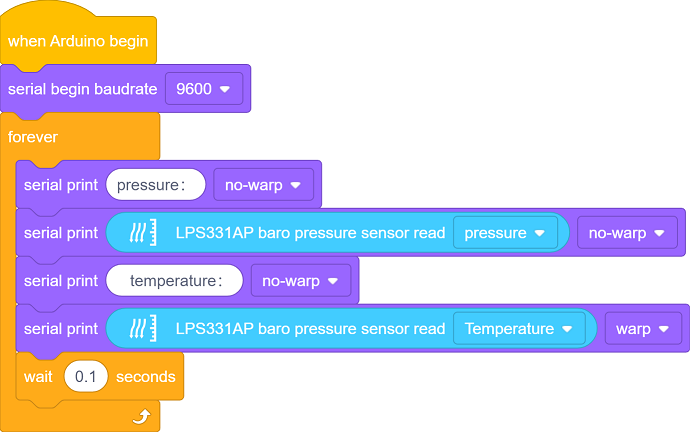 when Arduino begin
serial begin baudrate 9600
forever
serial print pressure: no-warp
serial print LPS331AP baro pressure sensor read pressure no-warp
serial print temperature: no-warp
serial print LPS331AP baro pressure sensor read Temperature warp
wait 0.1 seconds